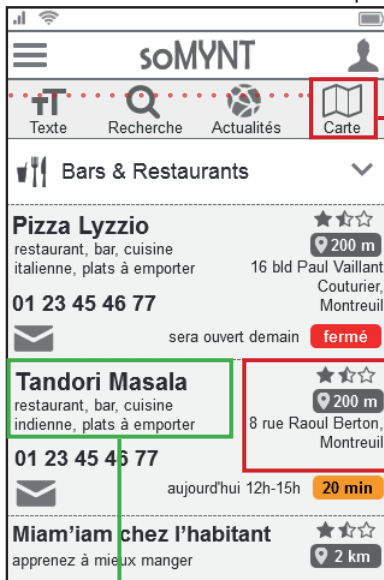 soMYNT
TT
Texte Recherche Actualités Carte
Bars & Restaurants
Pizza Lyzzio
restaurant, bar, cuisine
italienne, plats à emporter
200 m
16 bld Paul Vaillant
Couturier,
Montreuil
01 23 45 46 77
sera ouvert demain fermé
Tandori Masala
restaurant, bar, cuisine
indienne, plats à emporter
200 m
8 rue Raoul Berton,
Montreuil
01 23 45 46 77
aujourd'hui 12h-15h 20 min
Miam'iam chez l'habitant
apprenez à mieux manger
2 km